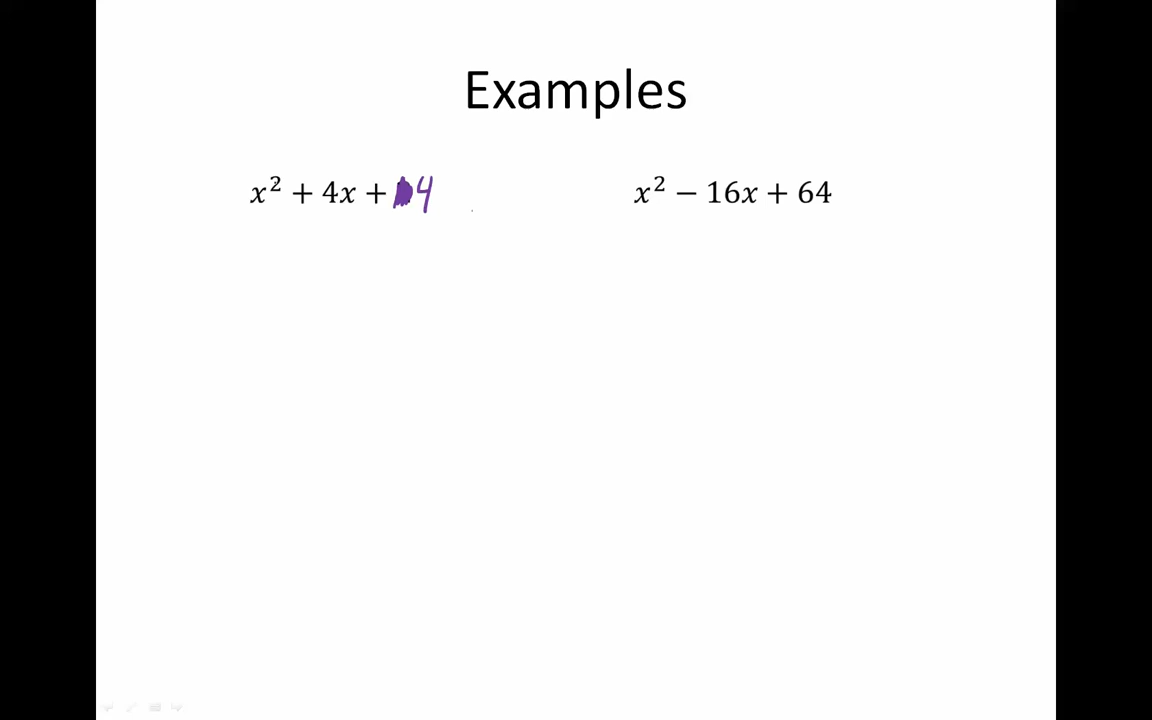 Examples
x² + 4x + 4
x² − 16x + 64